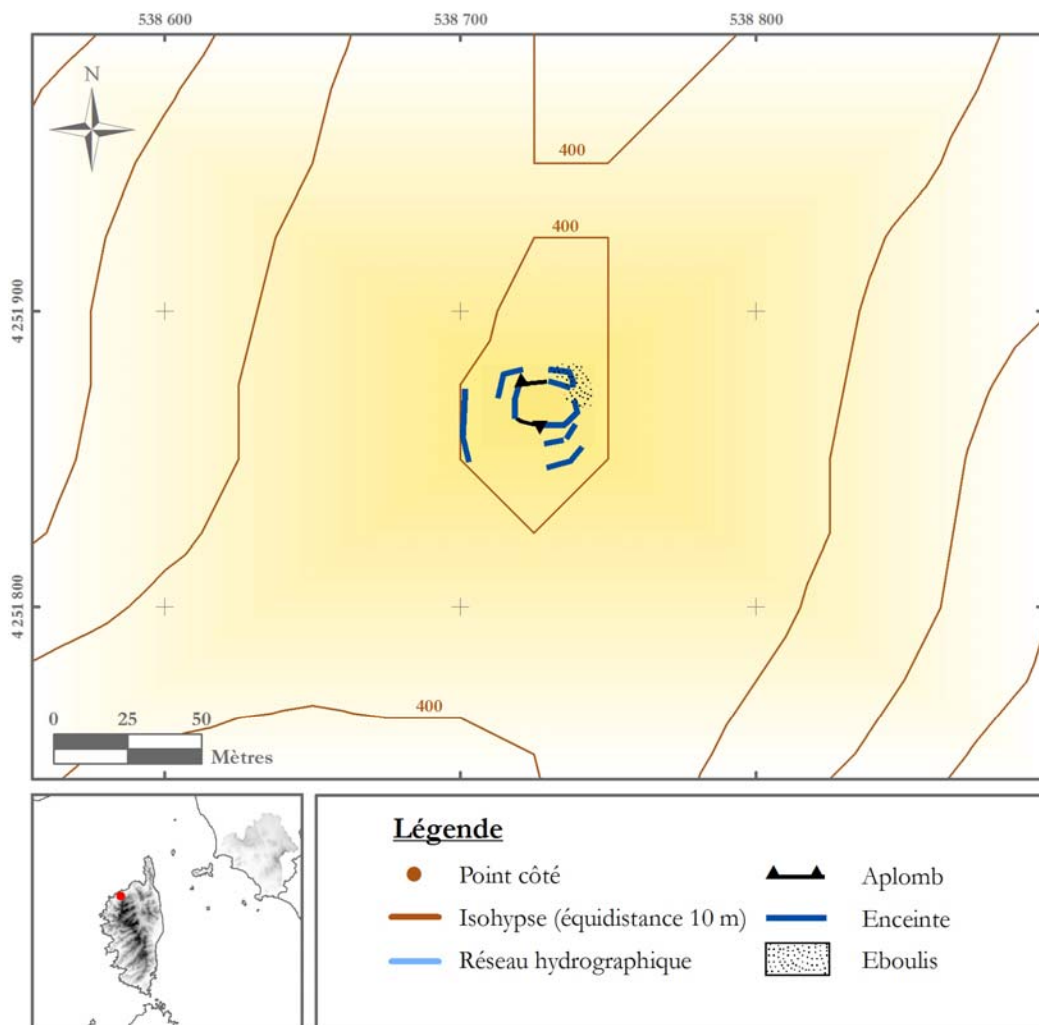 538 600
538 700
538 800
N
400
400
4 251 900
4 251 800
400
0
25
50
Mètres
Légende
Point côté
Aplomb
Isohypse (équidistance 10 m)
Enceinte
Réseau hydrographique
Eboulis